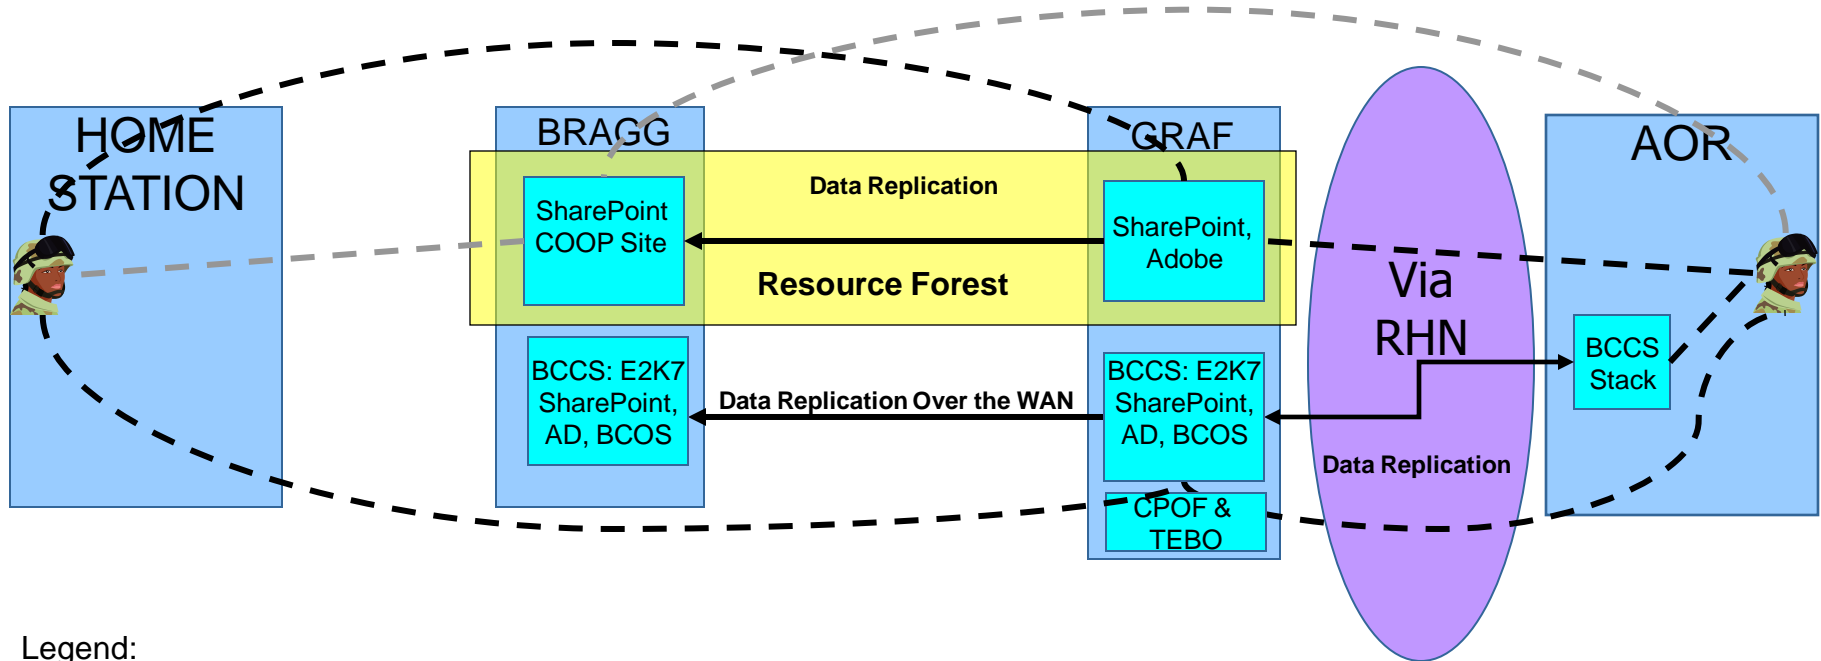 HOME
STATION
BRAGG
GRAF
AOR
Data Replication
SharePoint
COOP Site
SharePoint,
Adobe
Resource Forest
Via
RHN
BCCS: E2K7
SharePoint,
AD, BCOS
Data Replication Over the WAN
BCCS: E2K7
SharePoint,
AD, BCOS
BCCS
Stack
Data Replication
CPOF &
TEBO
Legend: